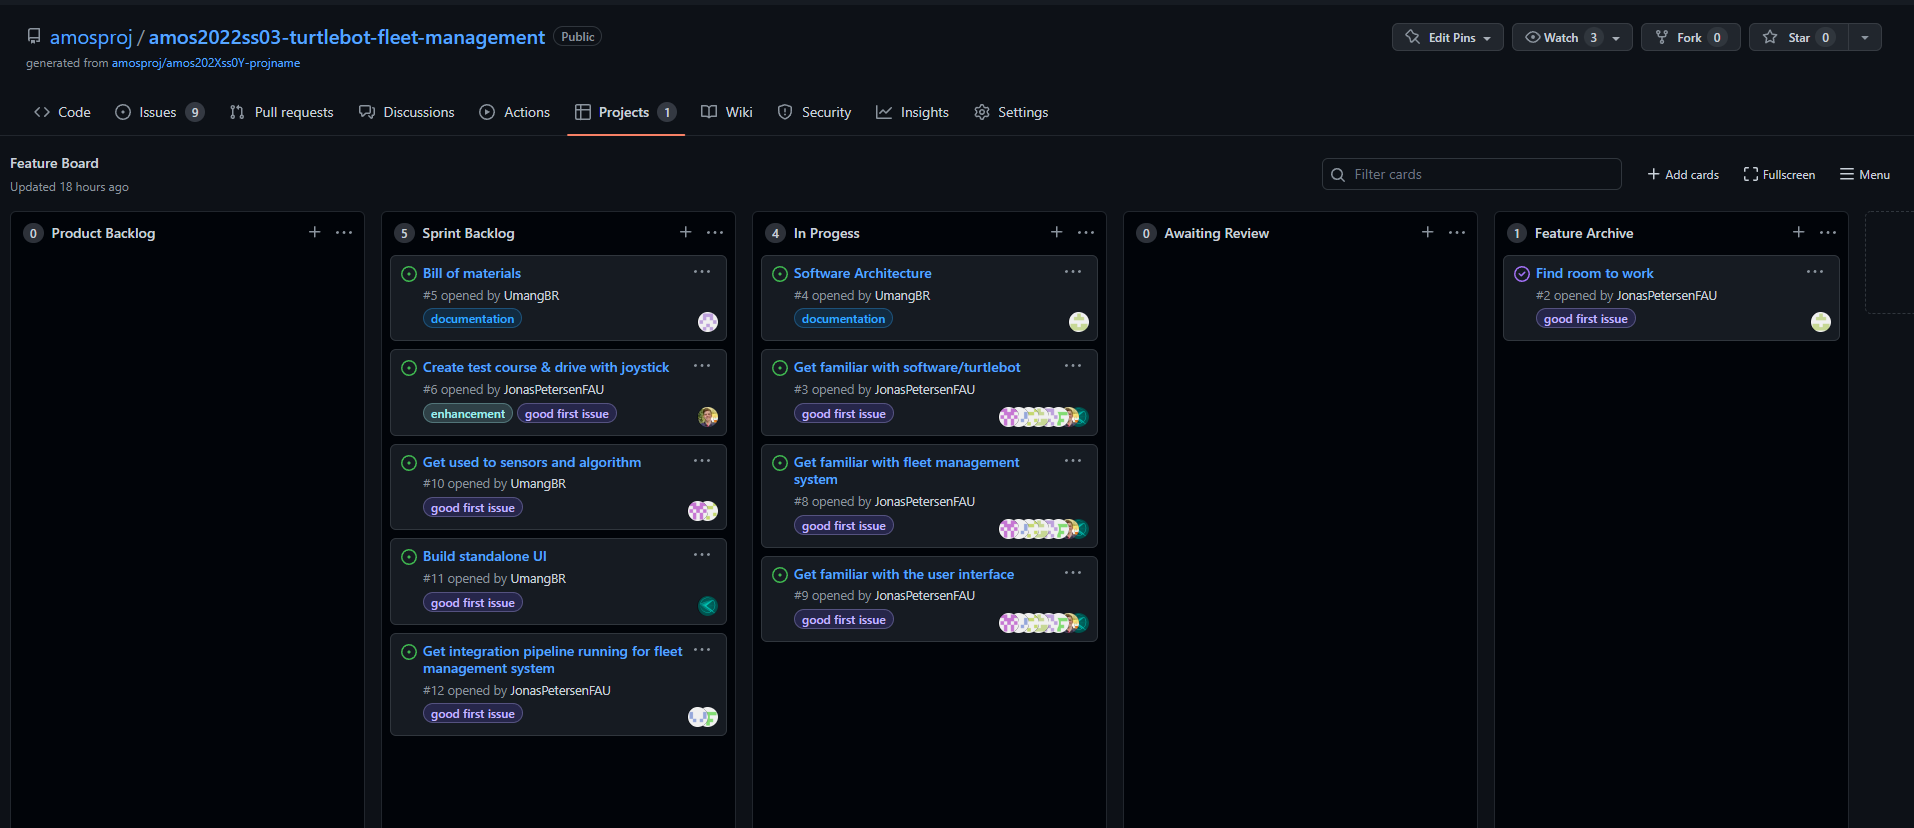 amosproj / amos2022ss03-turtlebot-fleet-management Public
generated from amosproj/amos202Xss0Y-projname
Edit Pins Watch 3 Fork 0 Star 0
Code Issues 9 Pull requests Discussions Actions Projects 1 Wiki Security Insights Settings
Feature Board
Updated 18 hours ago
Filter cards
Add cards Fullscreen Menu
0 Product Backlog
5 Sprint Backlog
Bill of materials
#5 opened by UmangBR
documentation
Create test course & drive with joystick
#6 opened by JonasPetersenFAU
enhancement good first issue
Get used to sensors and algorithm
#10 opened by UmangBR
good first issue
Build standalone UI
#11 opened by UmangBR
good first issue
Get integration pipeline running for fleet
management system
#12 opened by JonasPetersenFAU
good first issue
4 In Progess
Software Architecture
#4 opened by UmangBR
documentation
Get familiar with software/turtlebot
#3 opened by JonasPetersenFAU
good first issue
Get familiar with fleet management
system
#8 opened by JonasPetersenFAU
good first issue
Get familiar with the user interface
#9 opened by JonasPetersenFAU
good first issue
0 Awaiting Review
1 Feature Archive
Find room to work
#2 opened by JonasPetersenFAU
good first issue